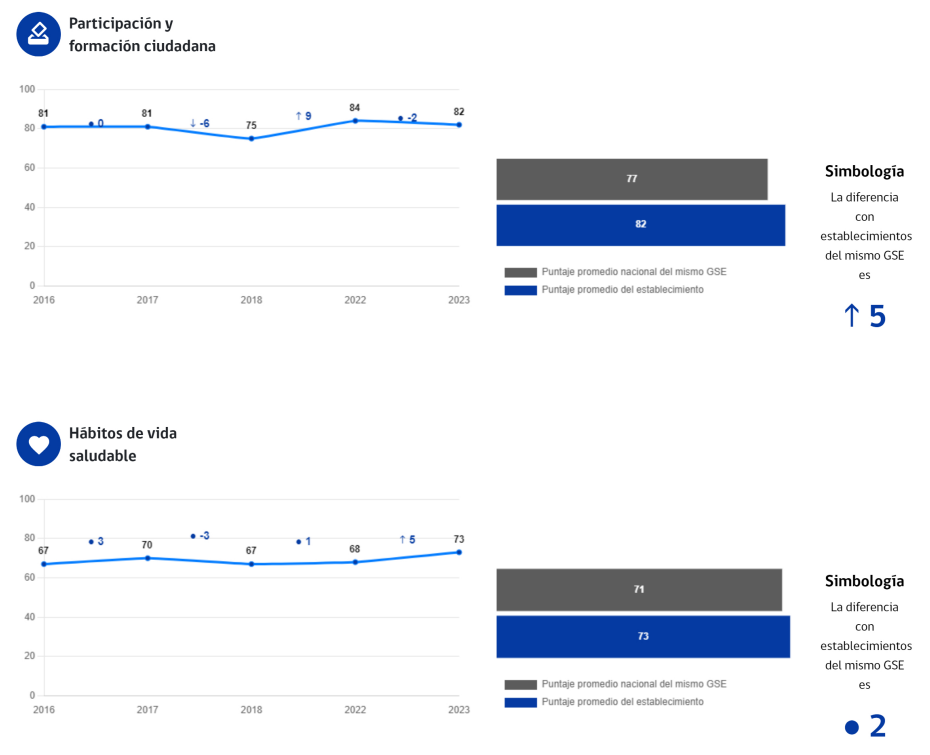 Participación y
formación ciudadana
100
80
60
40
20
0
81
● 0
81
↓ -6
75
↑ 9
84
● -2
82
2016
2017
2018
2022
2023
77
82
Puntaje promedio nacional del mismo GSE
Puntaje promedio del establecimiento
Simbología
La diferencia
con
establecimientos
del mismo GSE
es
↑ 5
Hábitos de vida
saludable
100
80
60
40
20
0
67
● 3
70
● -3
67
● 1
68
↑ 5
73
2016
2017
2018
2022
2023
71
73
Puntaje promedio nacional del mismo GSE
Puntaje promedio del establecimiento
Simbología
La diferencia
con
establecimientos
del mismo GSE
es
● 2